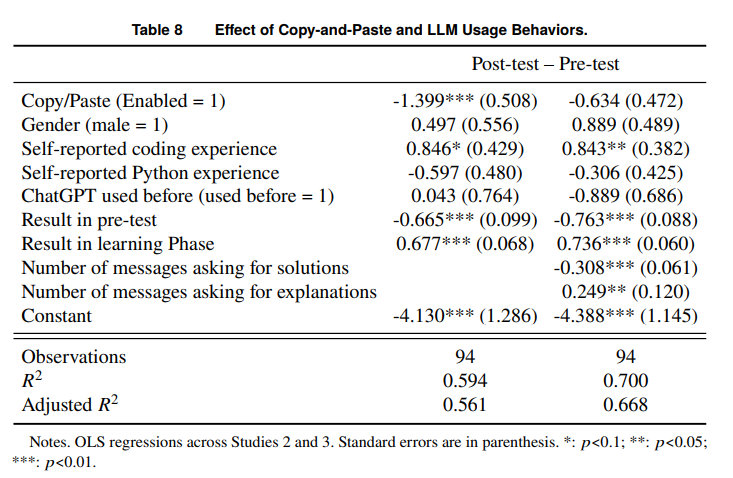 Table 8 Effect of Copy-and-Paste and LLM Usage Behaviors.
Post-test – Pre-test
Copy/Paste (Enabled = 1) -1.399*** (0.508) -0.634 (0.472)
Gender (male = 1) 0.497 (0.556) 0.889 (0.489)
Self-reported coding experience 0.846* (0.429) 0.843** (0.382)
Self-reported Python experience -0.597 (0.480) -0.306 (0.425)
ChatGPT used before (used before = 1) 0.043 (0.764) -0.889 (0.686)
Result in pre-test -0.665*** (0.099) -0.763*** (0.088)
Result in learning Phase 0.677*** (0.068) 0.736*** (0.060)
Number of messages asking for solutions -0.308*** (0.061)
Number of messages asking for explanations 0.249** (0.120)
Constant -4.130*** (1.286) -4.388*** (1.145)
Observations 94 94
R² 0.594 0.700
Adjusted R² 0.561 0.668
Notes. OLS regressions across Studies 2 and 3. Standard errors are in parenthesis. *: p<0.1; **: p<0.05;
***: p<0.01.